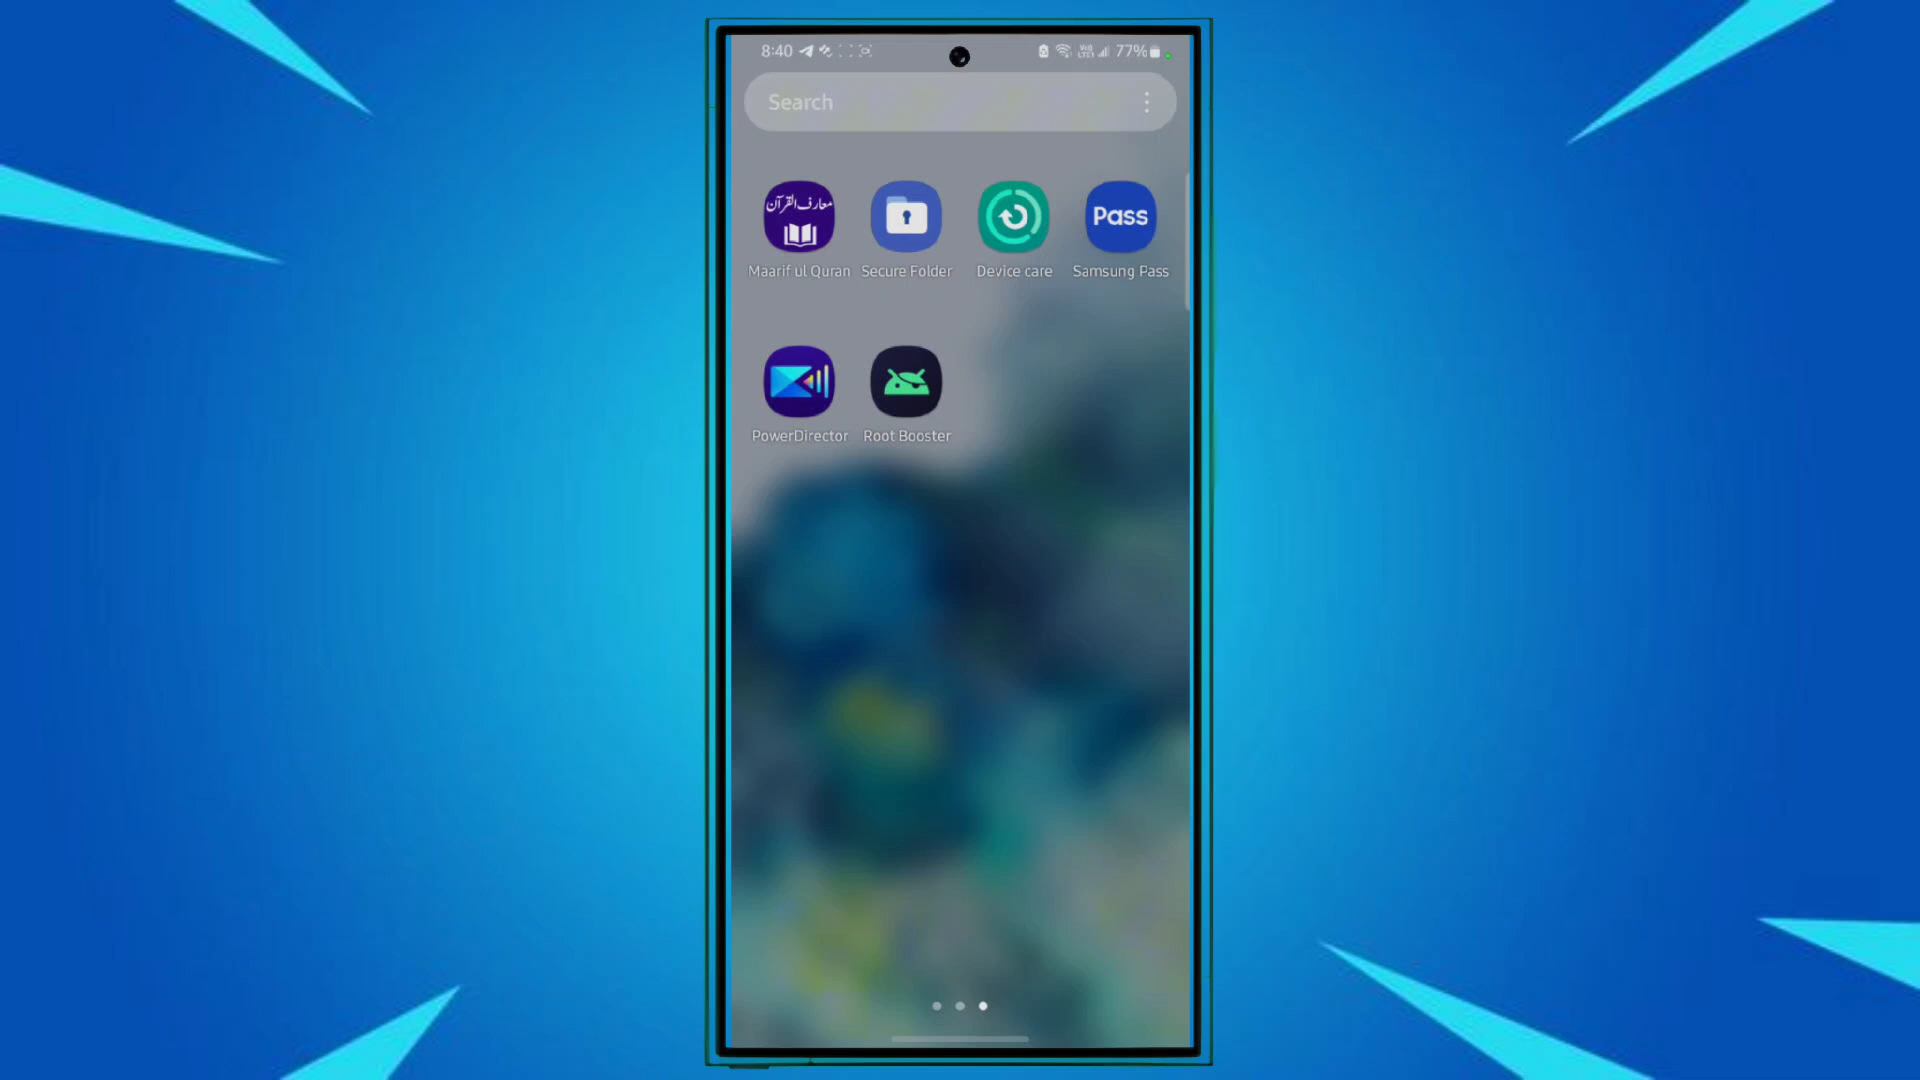 8:40
77%
Search
معارف القرآن
Pass
Maarif ul Quran
Secure Folder
Device care
Samsung Pass
PowerDirector
Root Booster